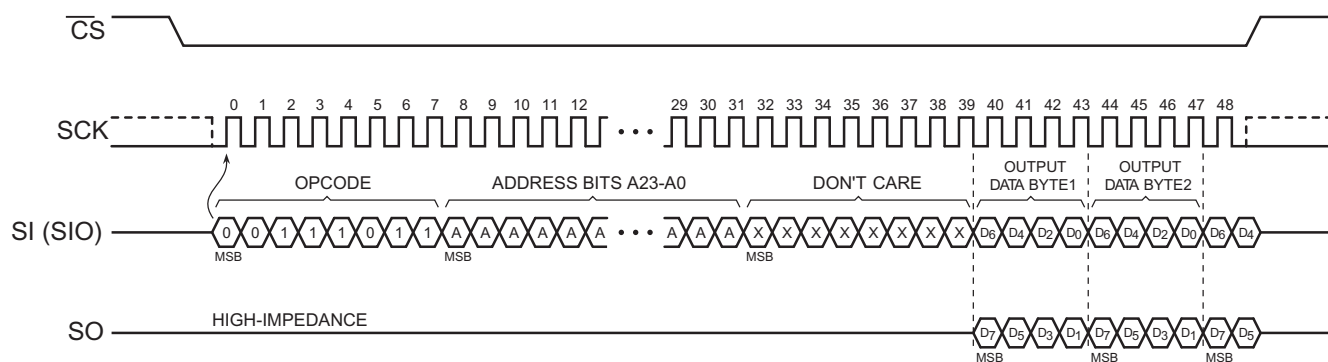 CS
0 1 2 3 4 5 6 7 8 9 10 11 12 29 30 31 32 33 34 35 36 37 38 39 40 41 42 43 44 45 46 47 48
SCK
OPCODE ADDRESS BITS A23-A0 DON'T CARE OUTPUT DATA BYTE1 OUTPUT DATA BYTE2
SI (SIO) 0 0 1 1 1 0 1 1 A A A A A A A A A X X X X X X X X D6 D4 D2 D0 D6 D4 D2 D0 D6 D4
MSB MSB MSB
HIGH-IMPEDANCE
SO D7 D5 D3 D1 D7 D5 D3 D1 D7 D5
MSB MSB MSB